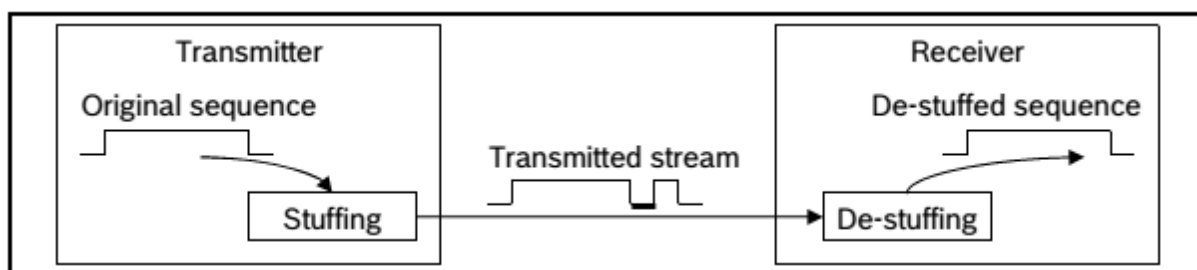 Transmitter
Receiver
Original sequence
De-stuffed sequence
Transmitted stream
Stuffing
De-stuffing